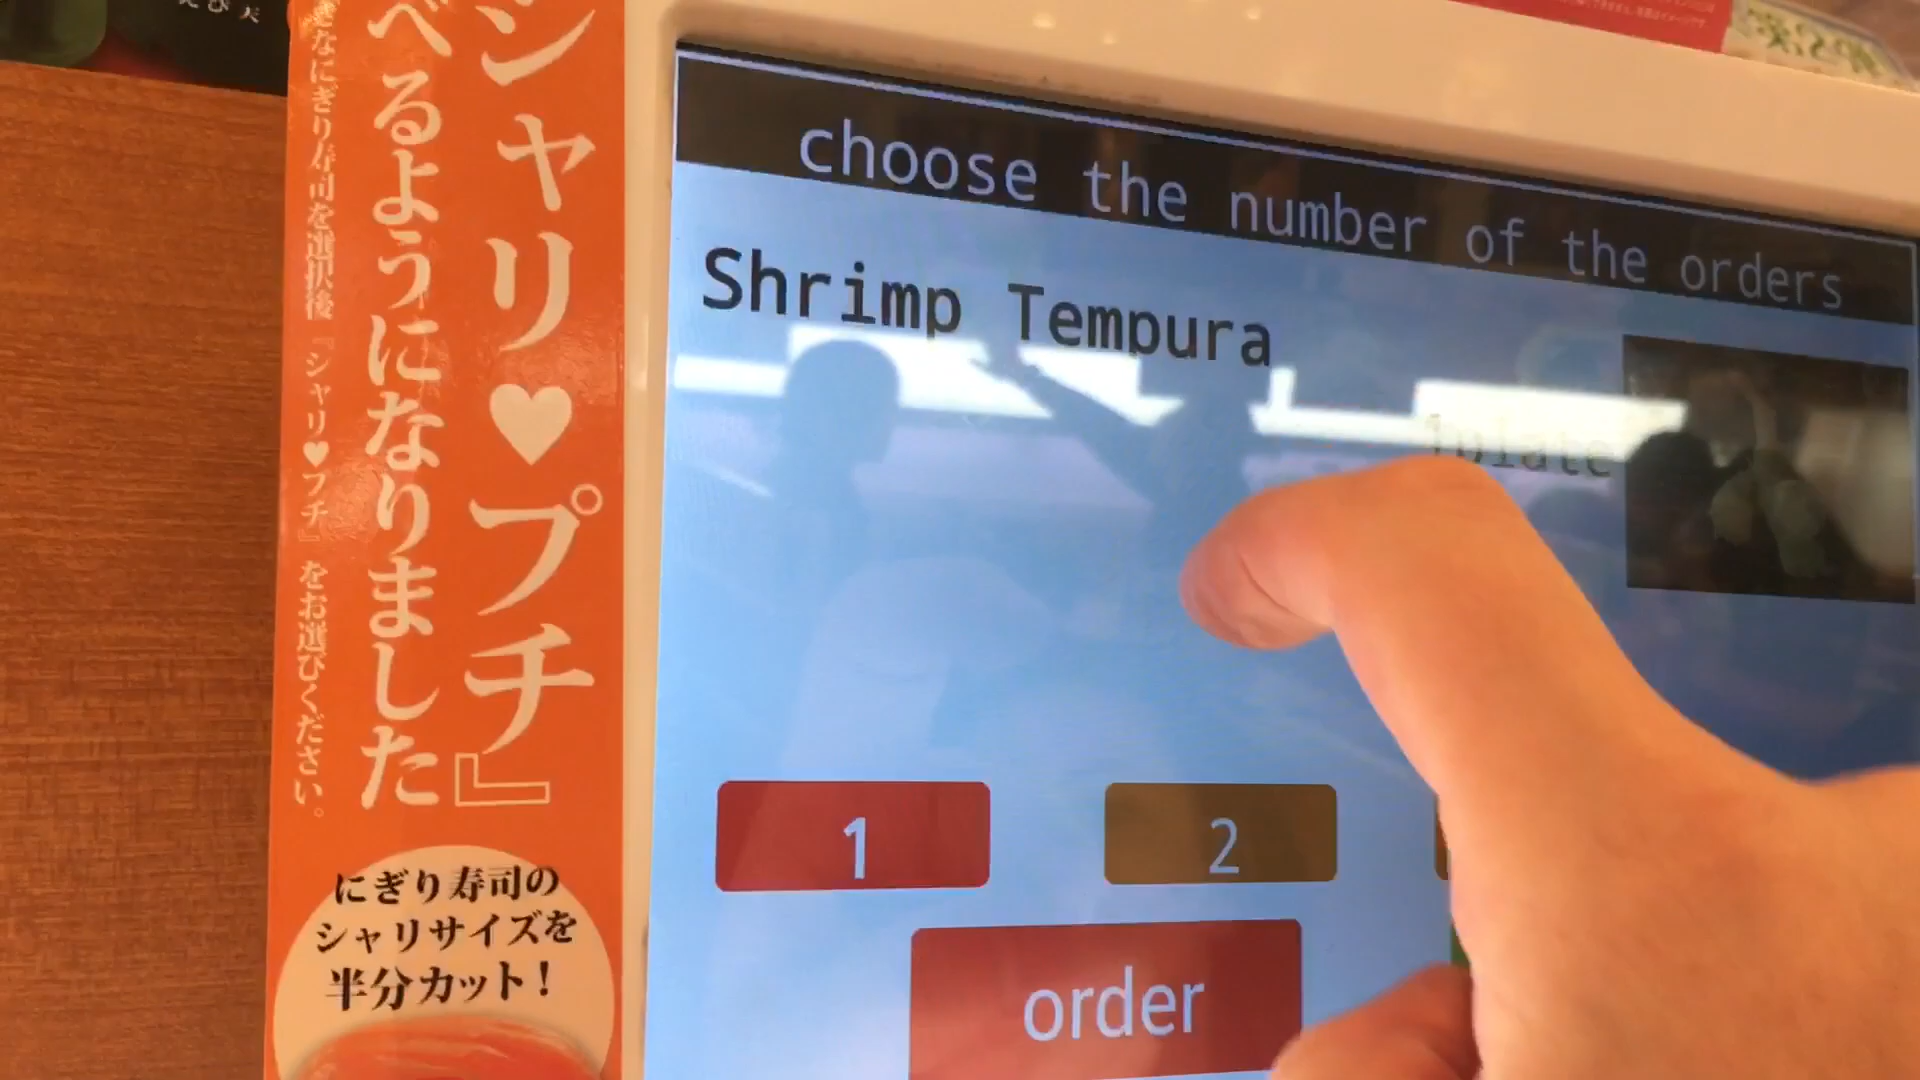 シャリ♥プチ』
べるようになりました
きなにぎり寿司を選択後『シャリ♥プチ』をお選びください。
にぎり寿司の
シャリサイズを
半分カット!
choose the number of the orders
Shrimp Tempura
1plate
1
2
order